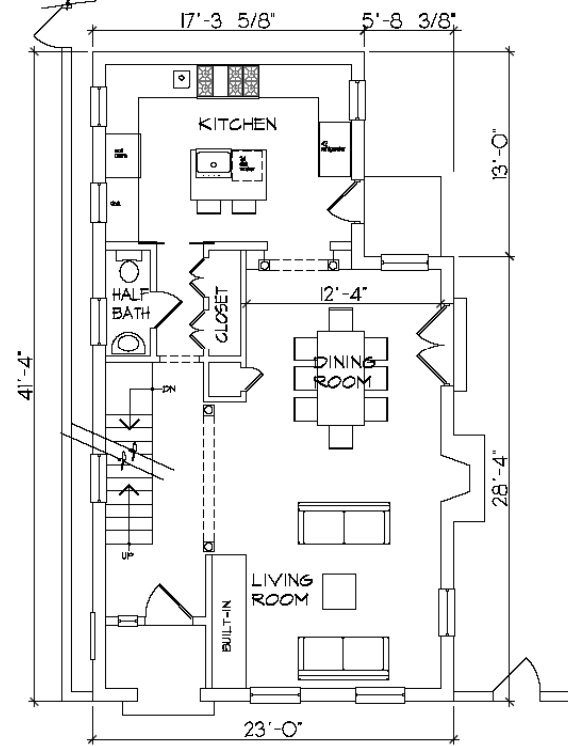 17'-3 5/8"
5'-8 3/8"
KITCHEN
13'-0"
HALF
BATH
CLOSET
12'-4"
DINING
ROOM
41'-4"
DN
28'-4"
UP
LIVING
ROOM
BUILT-IN
23'-0"